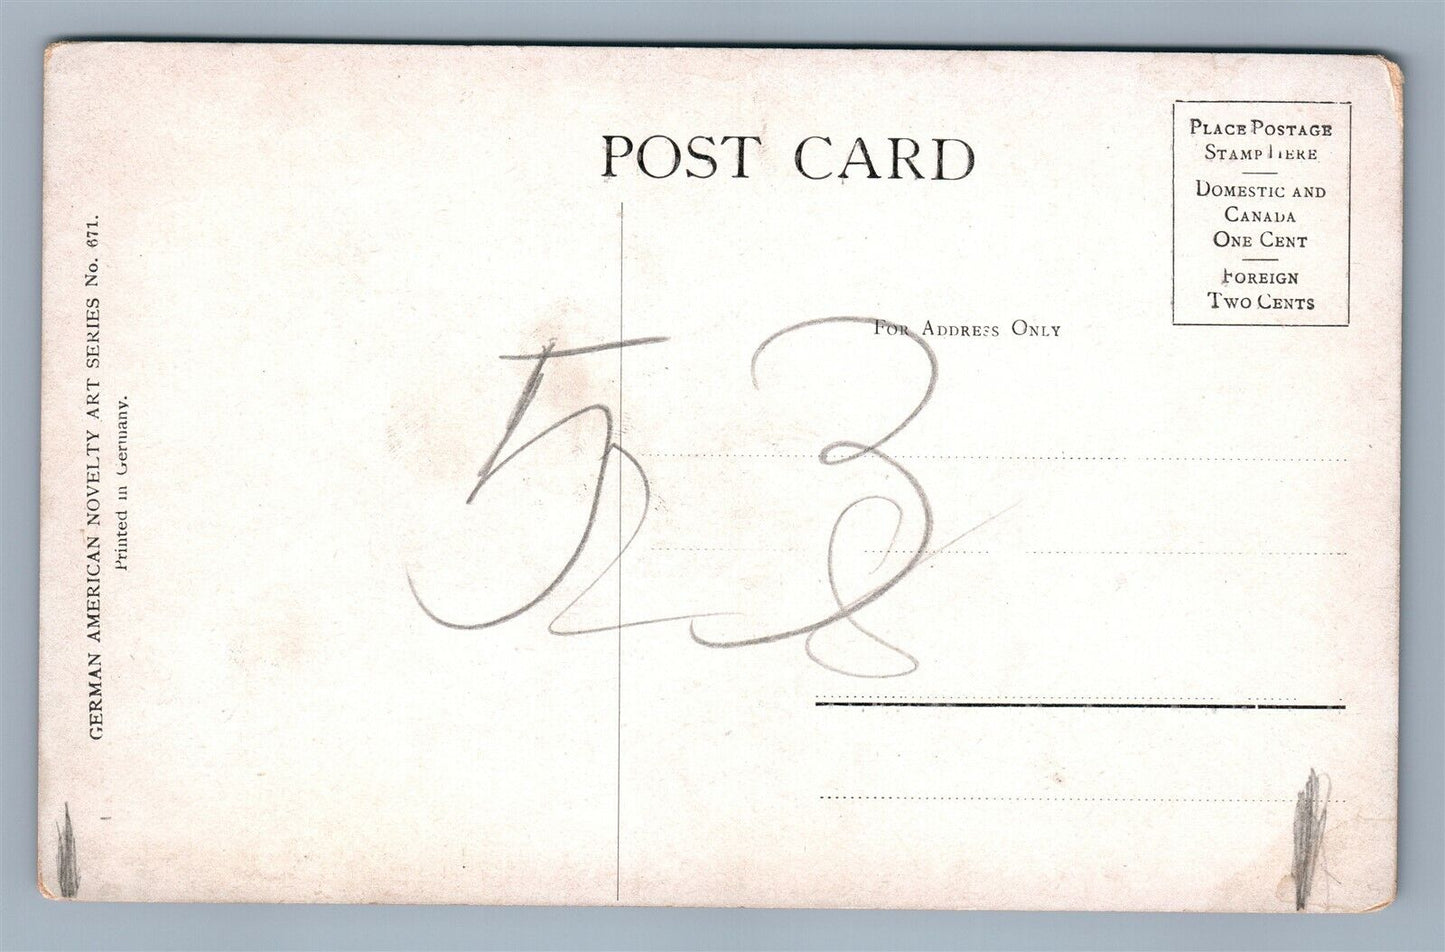 POST CARD
PLACE POSTAGE
STAMP HERE
DOMESTIC AND
CANADA
ONE CENT
FOREIGN
TWO CENTS
FOR ADDRESS ONLY
GERMAN AMERICAN NOVELTY ART SERIES No. 671.
Printed in Germany.
53
28